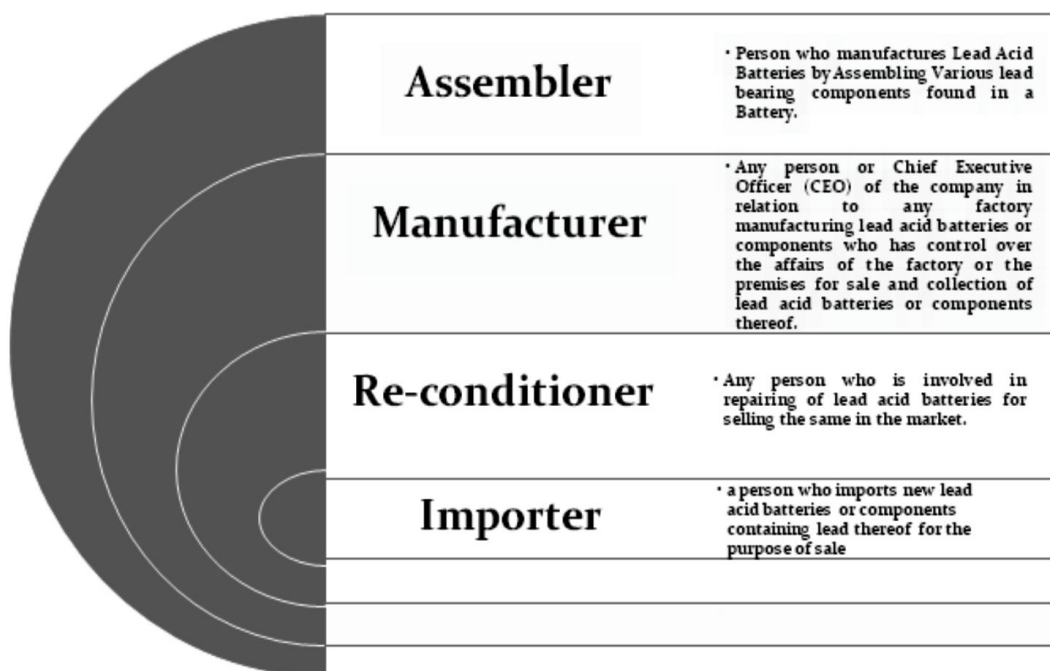 Assembler
• Person who manufactures Lead Acid
Batteries by Assembling Various lead
bearing components found in a
Battery.
Manufacturer
• Any person or Chief Executive
Officer (CEO) of the company in
relation to any factory
manufacturing lead acid batteries or
components who has control over
the affairs of the factory or the
premises for sale and collection of
lead acid batteries or components
thereof.
Re-conditioner
• Any person who is involved in
repairing of lead acid batteries for
selling the same in the market.
Importer
• a person who imports new lead
acid batteries or components
containing lead thereof for the
purpose of sale